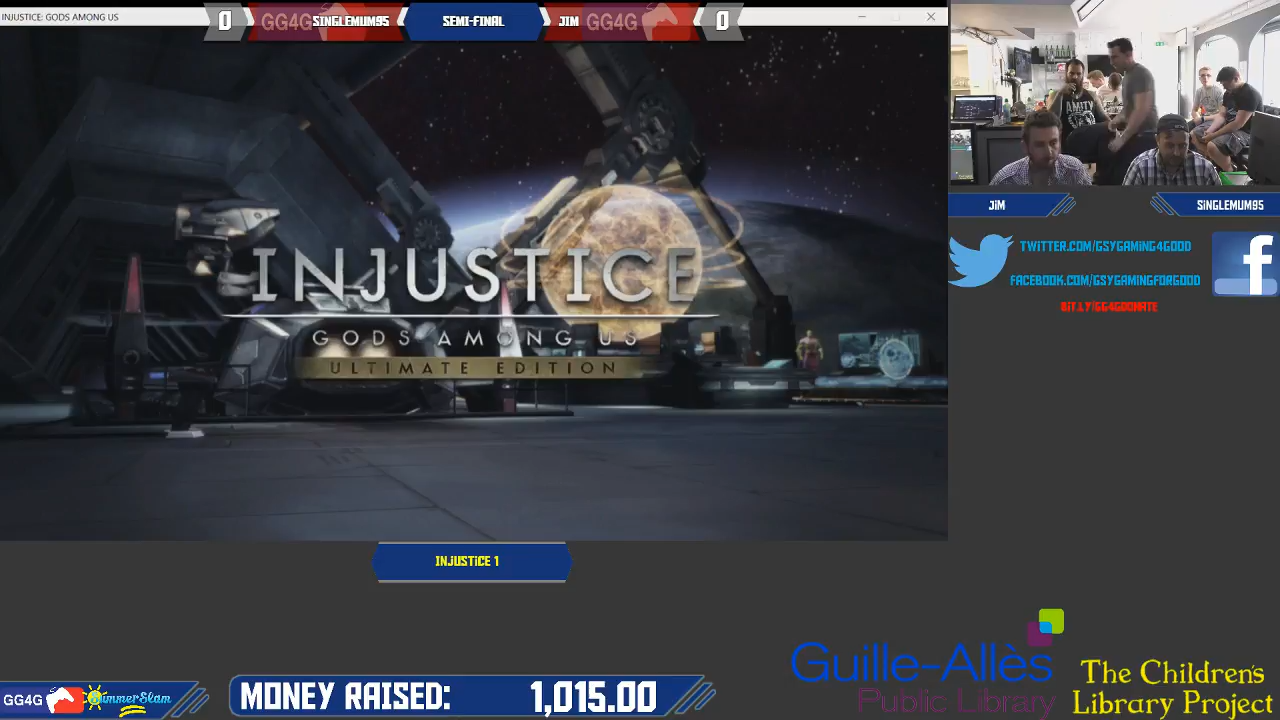 INJUSTICE: GODS AMONG US
0 GG4G SINGLEMUM95 SEMI-FINAL JIM GG4G 0
AMITY
JIM
SINGLEMUM95
TWITTER.COM/GSYGAMING4GOOD
FACEBOOK.COM/GSYGAMINGFORGOOD
BIT.LY/GG4GDONATE
INJUSTICE
GODS AMONG US
ULTIMATE EDITION
INJUSTICE 1
Guille-Allès
Public Library
The Children's
Library Project
GG4G SummerSlam
MONEY RAISED: 1,015.00